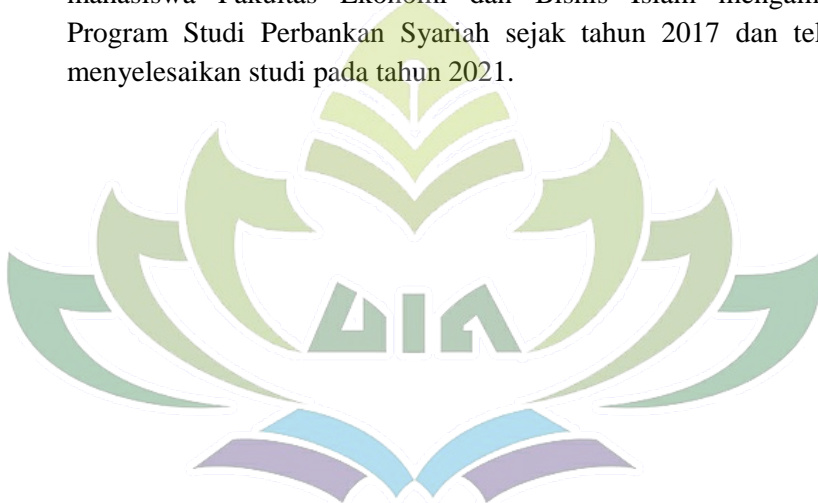 mahasiswa Fakultas Ekonomi dan Bisnis Islam
Program Studi Perbankan Syariah sejak tahun 2017 dan
menyelesaikan studi pada tahun 2021.
UIN